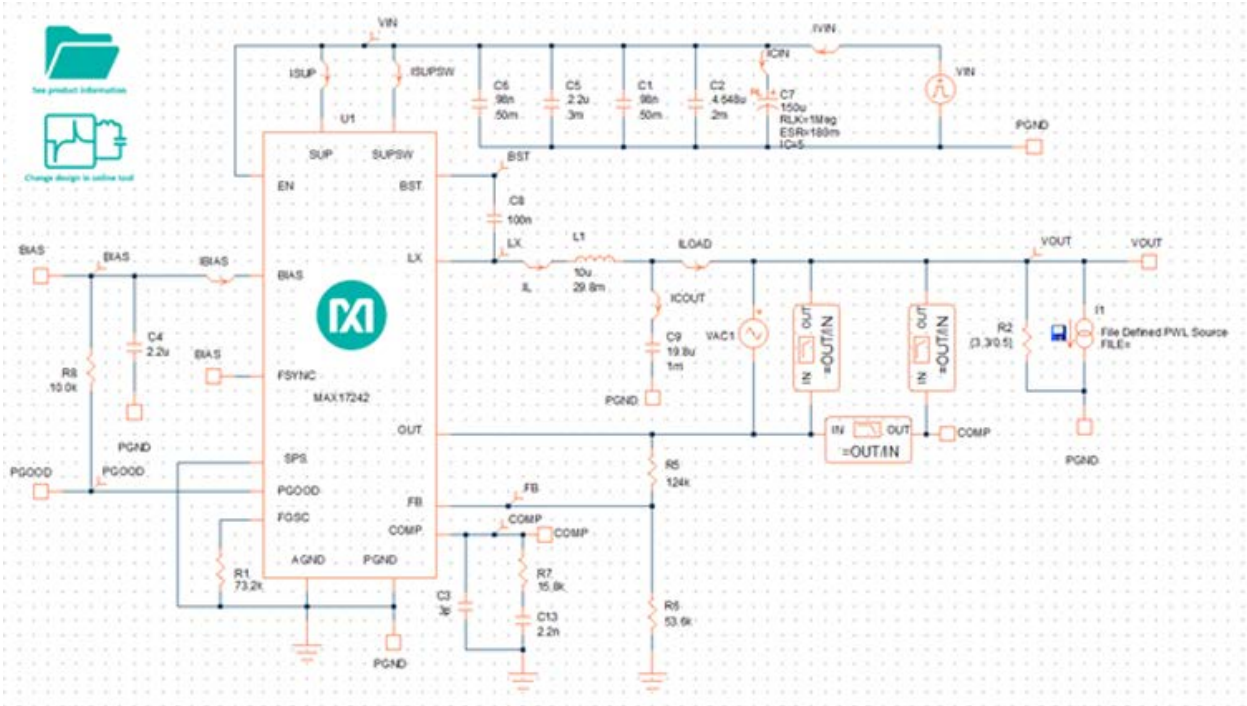 See product information
Change design in online tool
VIN
ISUP
ISUPSW
U1
SUP
SUPSW
C6
.98n
.50m
C5
2.2u
.3m
C1
.98n
50m
C2
4.548u
.2m
ICIN
C7
150u
RLK=1Meg
ESR=180m
IC=5
IVIN
VIN
PGND
EN
BST
BST
C8
100n
LX
LX
IL
L1
10u
29.8m
ILOAD
VOUT
VOUT
BIAS
BIAS
IBIAS
BIAS
C4
2.2u
R8
10.0k
PGND
BIAS
FSYNC
MAX17242
ICOUT
C9
19.8u
1m
PGND
VAC1
OUT
IN
=OUT/IN
OUT
IN
=OUT/IN
R2
{3.3/0.5}
I1
File Defined PWL Source
FILE=
PGND
OUT
IN
OUT
=OUT/IN
COMP
PGOOD
PGOOD
SPS
PGOOD
FOSC
R5
124k
FB
FB
COMP
COMP
COMP
AGND
PGND
R1
73.2k
C3
R7
15.8k
C13
2.2n
R6
53.6k
PGND